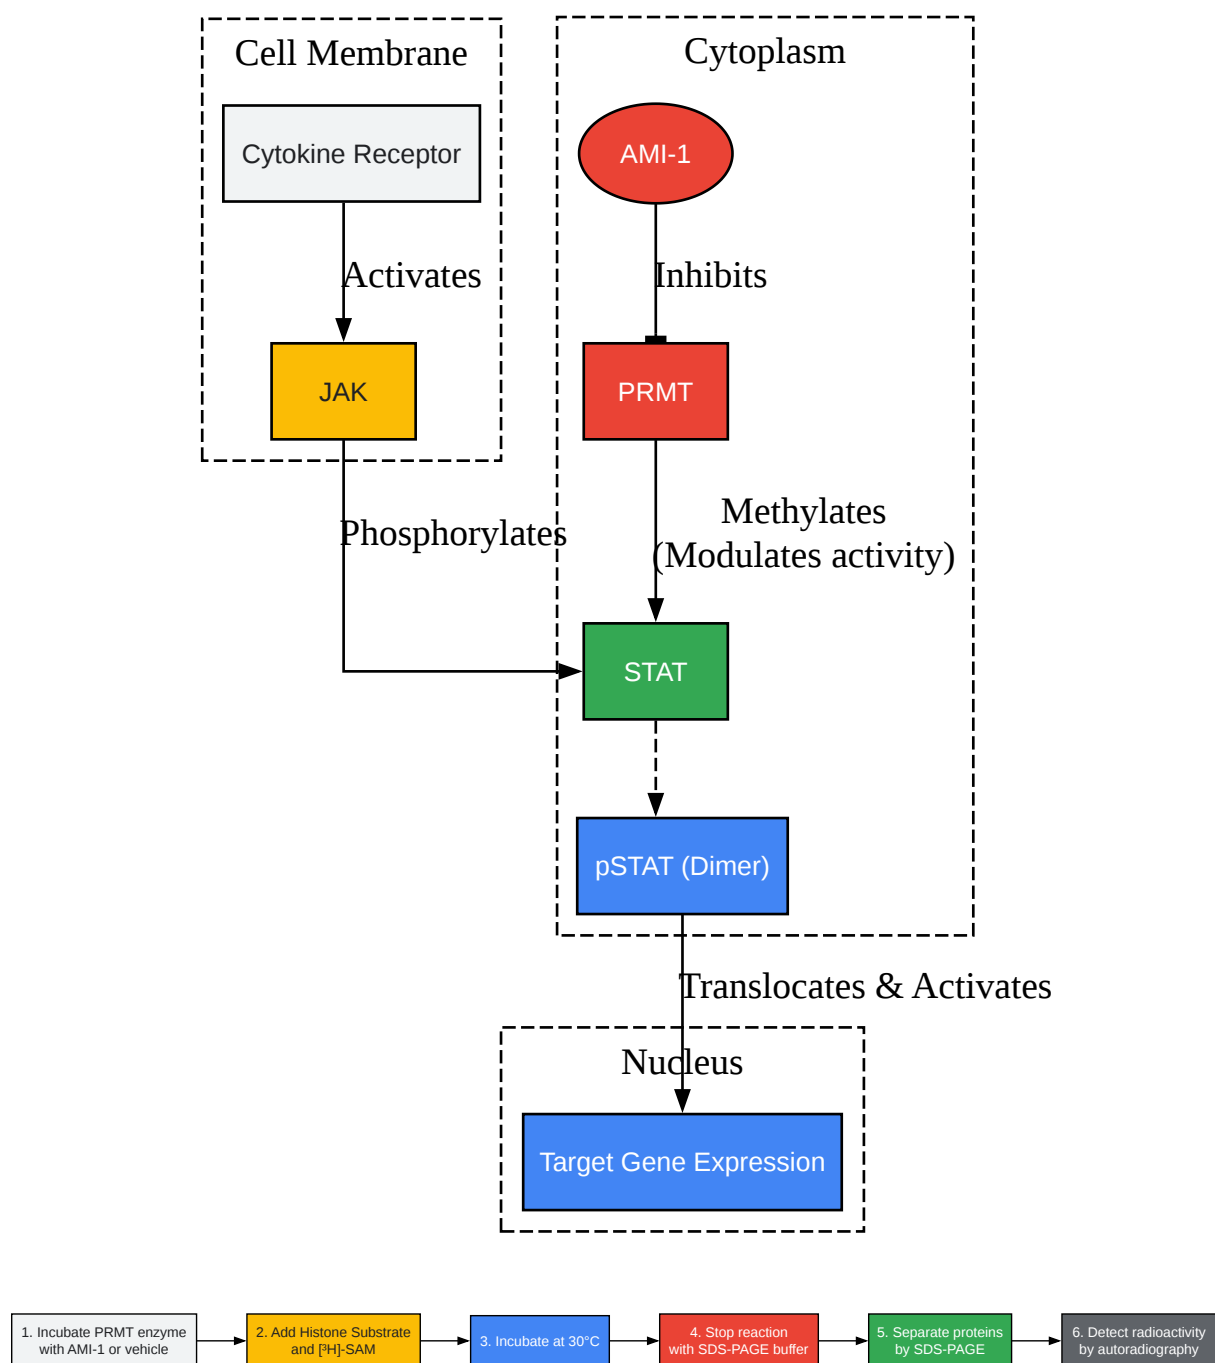 Cell Membrane
Cytoplasm
Cytokine Receptor
AMI-1
Activates
Inhibits
JAK
PRMT
Phosphorylates
Methylates
(Modulates activity)
STAT
pSTAT (Dimer)
Translocates & Activates
Nucleus
Target Gene Expression
1. Incubate PRMT enzyme
with AMI-1 or vehicle
2. Add Histone Substrate
and [³H]-SAM
3. Incubate at 30°C
4. Stop reaction
with SDS-PAGE buffer
5. Separate proteins
by SDS-PAGE
6. Detect radioactivity
by autoradiography